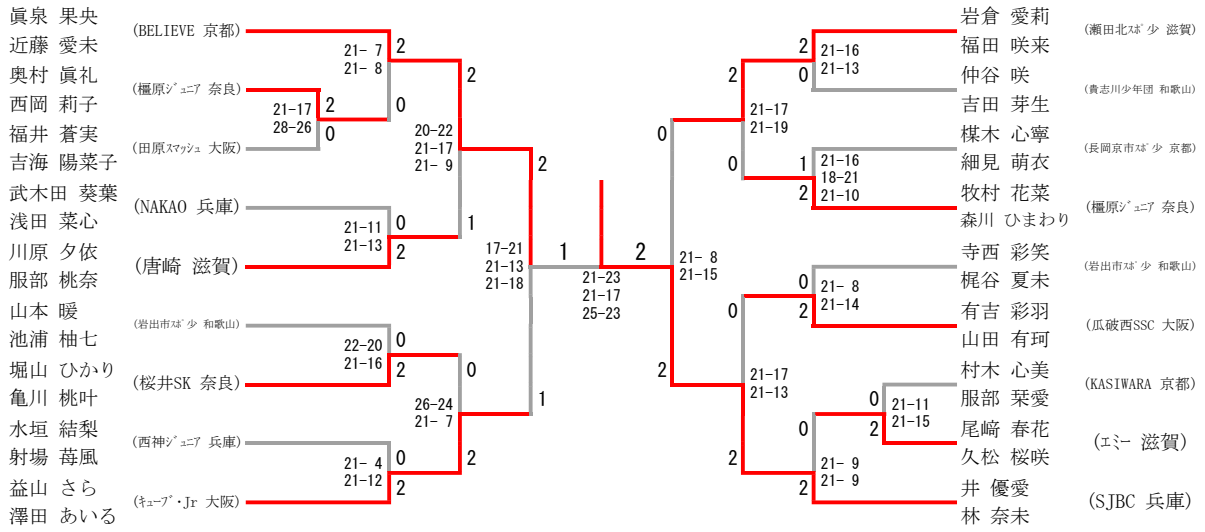 眞泉 果央
近藤 愛未
(BELIEVE 京都)
奥村 眞礼
西岡 莉子
(橿原ｼﾞｭﾆｱ 奈良)
福井 蒼実
吉海 陽菜子
(田原ｽﾏｯｼｭ 大阪)
武木田 葵葉
浅田 菜心
(NAKAO 兵庫)
川原 夕依
服部 桃奈
(唐崎 滋賀)
山本 暖
池浦 柚七
(岩出市ｽﾎﾟ少 和歌山)
堀山 ひかり
亀川 桃叶
(桜井SK 奈良)
水垣 結梨
射場 苺風
(西神ｼﾞｭﾆｱ 兵庫)
益山 さら
澤田 あいる
(ｷｭｰﾌﾞ・Jr 大阪)
21- 7
21- 8
2
0
21-17
28-26
2
0
21-11
21-13
0
2
22-20
21-16
0
2
21- 4
21-12
0
2
20-22
21-17
21- 9
2
1
26-24
21- 7
0
2
17-21
21-13
21-18
2
1
1
2
21-23
21-17
25-23
21- 8
21-15
0
2
21-17
21-19
2
0
21-17
21-13
0
2
21-16
21-13
2
0
21-16
18-21
21-10
1
2
21- 8
21-14
0
2
21-11
21-15
0
2
21- 9
21- 9
0
2
岩倉 愛莉
福田 咲来
(瀬田北ｽﾎﾟ少 滋賀)
仲谷 咲
吉田 芽生
(貴志川少年団 和歌山)
楳木 心寧
細見 萌衣
(長岡京市ｽﾎﾟ少 京都)
牧村 花菜
森川 ひまわり
(橿原ｼﾞｭﾆｱ 奈良)
寺西 彩笑
梶谷 夏未
(岩出市ｽﾎﾟ少 和歌山)
有吉 彩羽
山田 有珂
(瓜破西SSC 大阪)
村木 心美
服部 栞愛
(KASIWARA 京都)
尾﨑 春花
久松 桜咲
(ｴﾐｰ 滋賀)
井 優愛
林 奈未
(SJBC 兵庫)